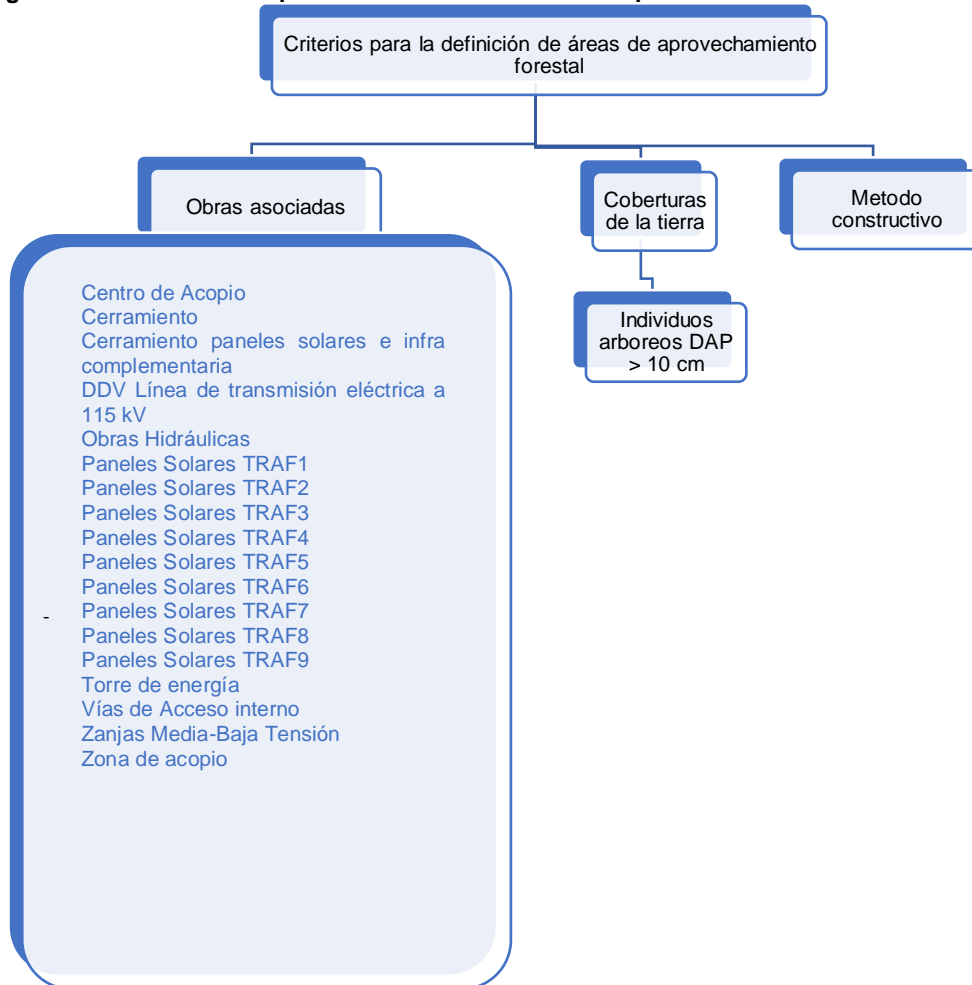 Criterios para la definición de áreas de aprovechamiento
forestal
Obras asociadas
Coberturas
de la tierra
Metodo
constructivo
Individuos
arboreos DAP
> 10 cm
Centro de Acopio
Cerramiento
Cerramiento paneles solares e infra
complementaria
DDV Línea de transmisión eléctrica a
115 kV
Obras Hidráulicas
Paneles Solares TRAF1
Paneles Solares TRAF2
Paneles Solares TRAF3
Paneles Solares TRAF4
Paneles Solares TRAF5
Paneles Solares TRAF6
- Paneles Solares TRAF7
Paneles Solares TRAF8
Paneles Solares TRAF9
Torre de energía
Vías de Acceso interno
Zanjas Media-Baja Tensión
Zona de acopio